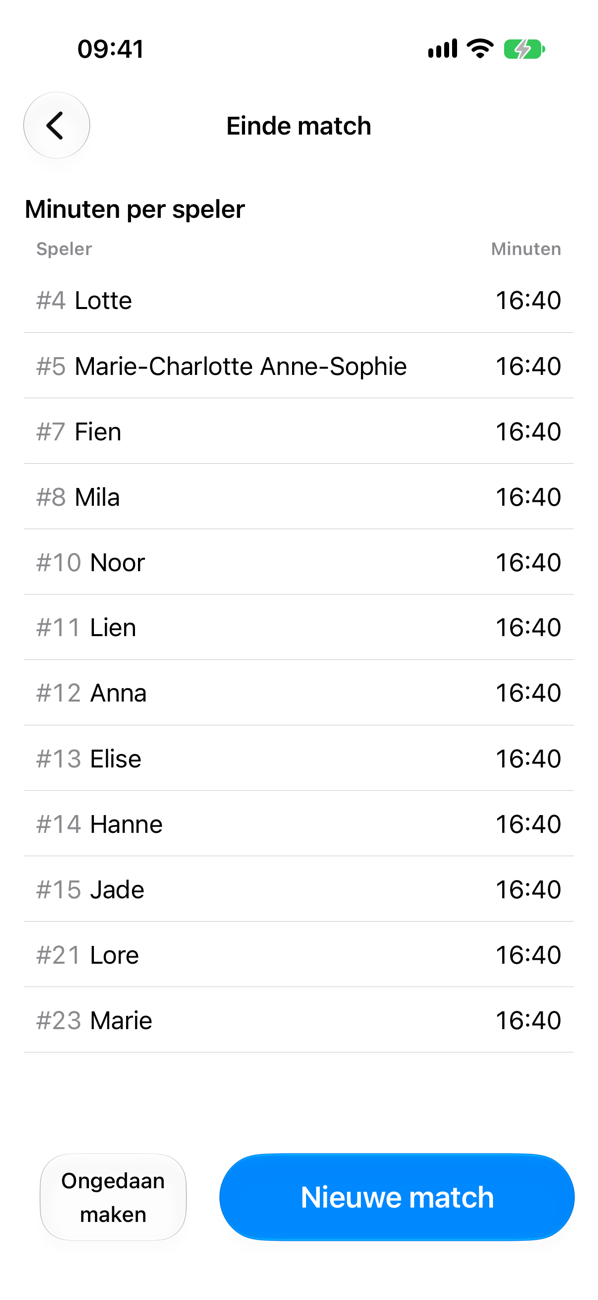 09:41
Einde match
Minuten per speler
Speler Minuten
#4 Lotte 16:40
#5 Marie-Charlotte Anne-Sophie 16:40
#7 Fien 16:40
#8 Mila 16:40
#10 Noor 16:40
#11 Lien 16:40
#12 Anna 16:40
#13 Elise 16:40
#14 Hanne 16:40
#15 Jade 16:40
#21 Lore 16:40
#23 Marie 16:40
Ongedaan
maken
Nieuwe match